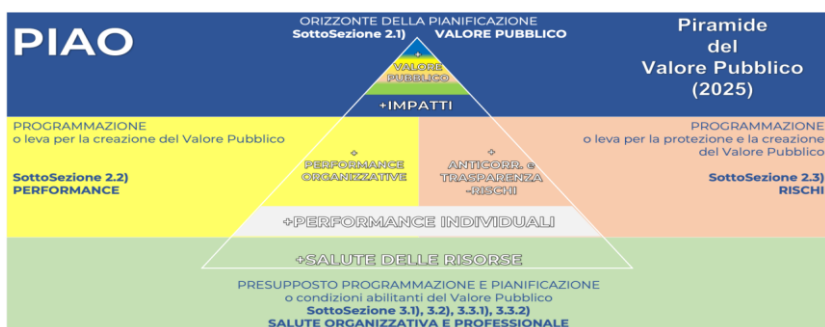 PIAO
ORIZZONTE DELLA PIANIFICAZIONE
SottoSezione 2.1) VALORE PUBBLICO
Piramide
del
Valore Pubblico
(2025)
+
VALORE
PUBBLICO
+IMPATTI
PROGRAMMAZIONE
o leva per la creazione del Valore Pubblico
SottoSezione 2.2)
PERFORMANCE
+
PERFORMANCE
ORGANIZZATIVE
+
ANTICORR. e
TRASPARENZA
-RISCHI
PROGRAMMAZIONE
o leva per la protezione e la creazione
del Valore Pubblico
SottoSezione 2.3)
RISCHI
+PERFORMANCE INDIVIDUALI
+SALUTE DELLE RISORSE
PRESUPPOSTO PROGRAMMAZIONE E PIANIFICAZIONE
o condizioni abilitanti del Valore Pubblico
SottoSezione 3.1), 3.2), 3.3.1), 3.3.2)
SALUTE ORGANIZZATIVA E PROFESSIONALE